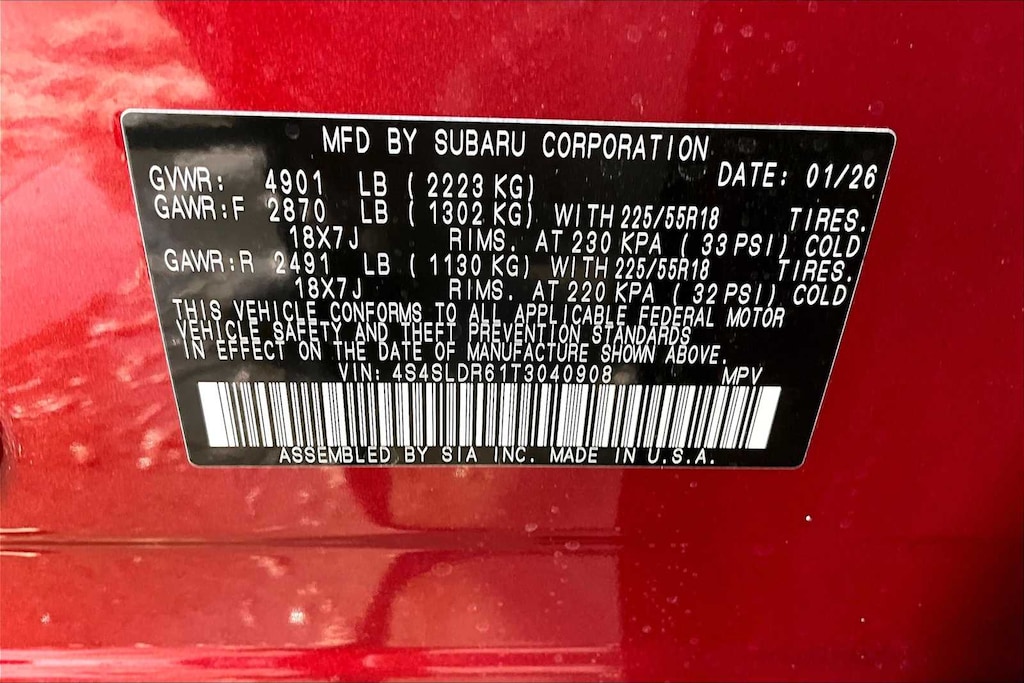 MFD BY SUBARU CORPORATION
GVWR: 4901 LB ( 2223 KG) DATE: 01/26
GAWR:F 2870 LB ( 1302 KG) WITH 225/55R18 TIRES.
18X7J RIMS. AT 230 KPA ( 33 PSI) COLD
GAWR:R 2491 LB ( 1130 KG) WITH 225/55R18 TIRES.
18X7J RIMS. AT 220 KPA ( 32 PSI) COLD
THIS VEHICLE CONFORMS TO ALL APPLICABLE FEDERAL MOTOR
VEHICLE SAFETY AND THEFT PREVENTION STANDARDS
IN EFFECT ON THE DATE OF MANUFACTURE SHOWN ABOVE.
VIN: 4S4SLDR61T3040908 MPV
ASSEMBLED BY SIA INC. MADE IN U.S.A.